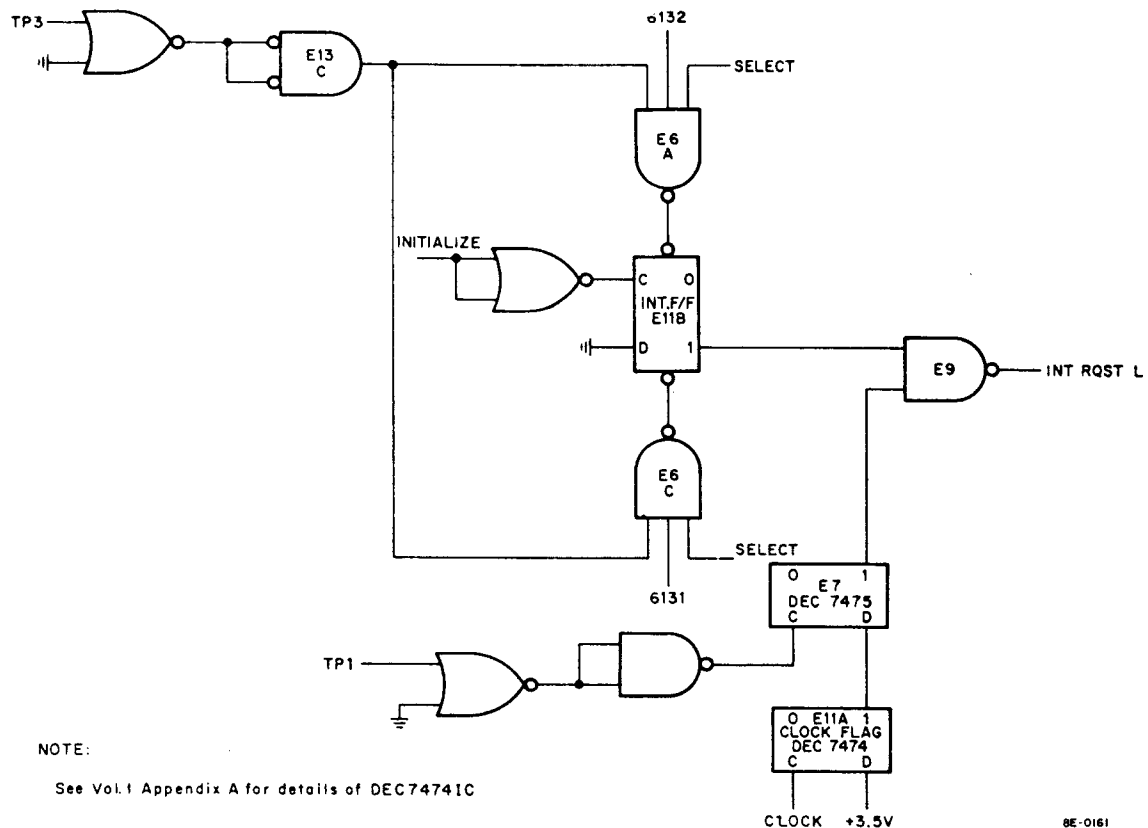 TP3
E13
C
6132
SELECT
E6
A
INITIALIZE
C 0
INT.F/F
E11B
D 1
E9
INT RQST L
E6
C
SELECT
6131
0 1
E7
DEC 7475
C D
TP1
0 E11A 1
CLOCK FLAG
DEC 7474
C D
CLOCK +3.5V
NOTE:
See Vol.1 Appendix A for details of DEC7474IC
8E-0161